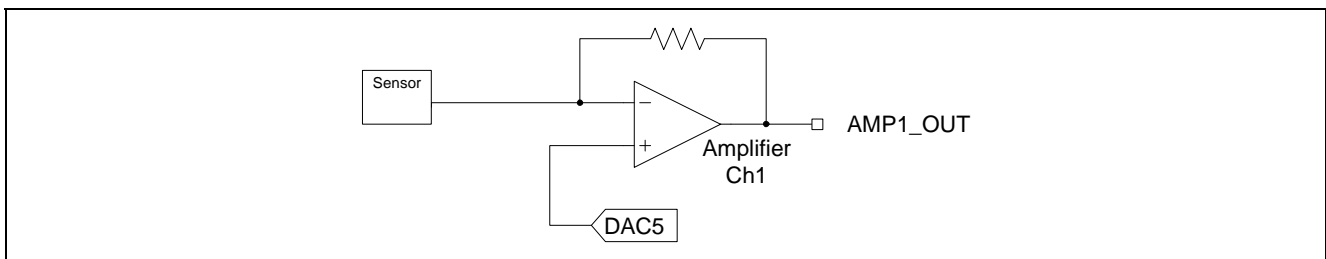 Sensor
−
+
AMP1_OUT
Amplifier
Ch1
DAC5